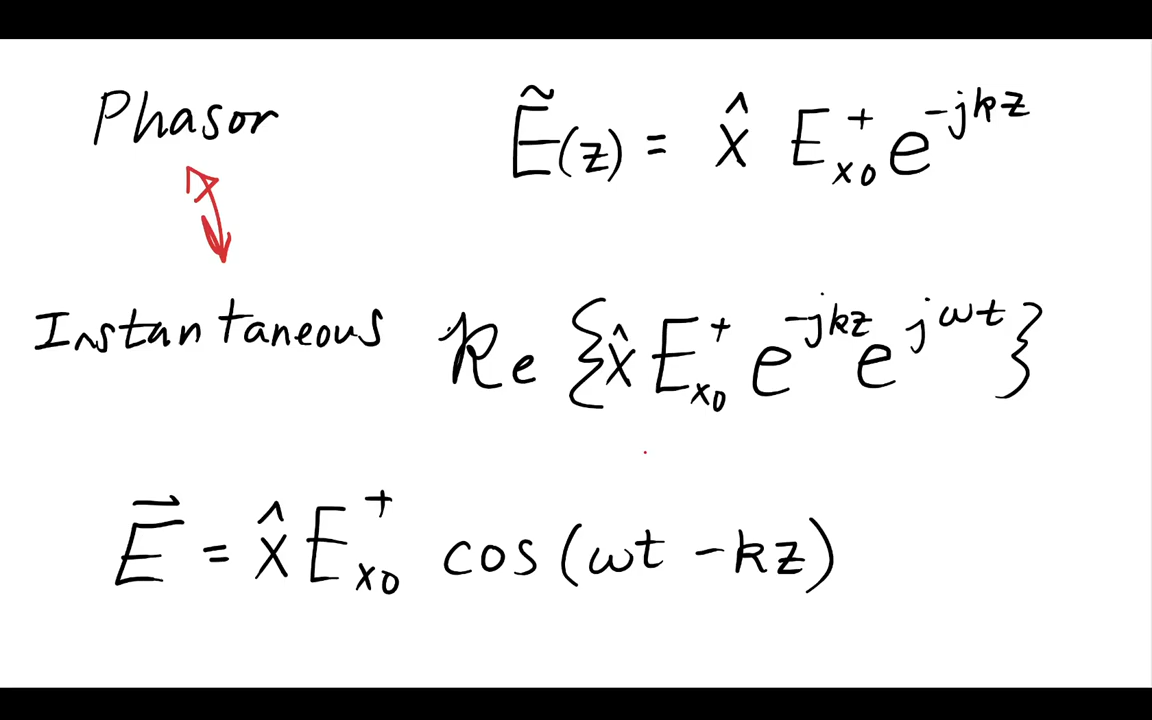 Phasor Ẽ(z) = x̂ E⁺ₓ₀ e^(-jkz)
Instantaneous Re {x̂ E⁺ₓ₀ e^(-jkz) e^(jωt)}
E⃗ = x̂ E⁺ₓ₀ cos(ωt - kz)